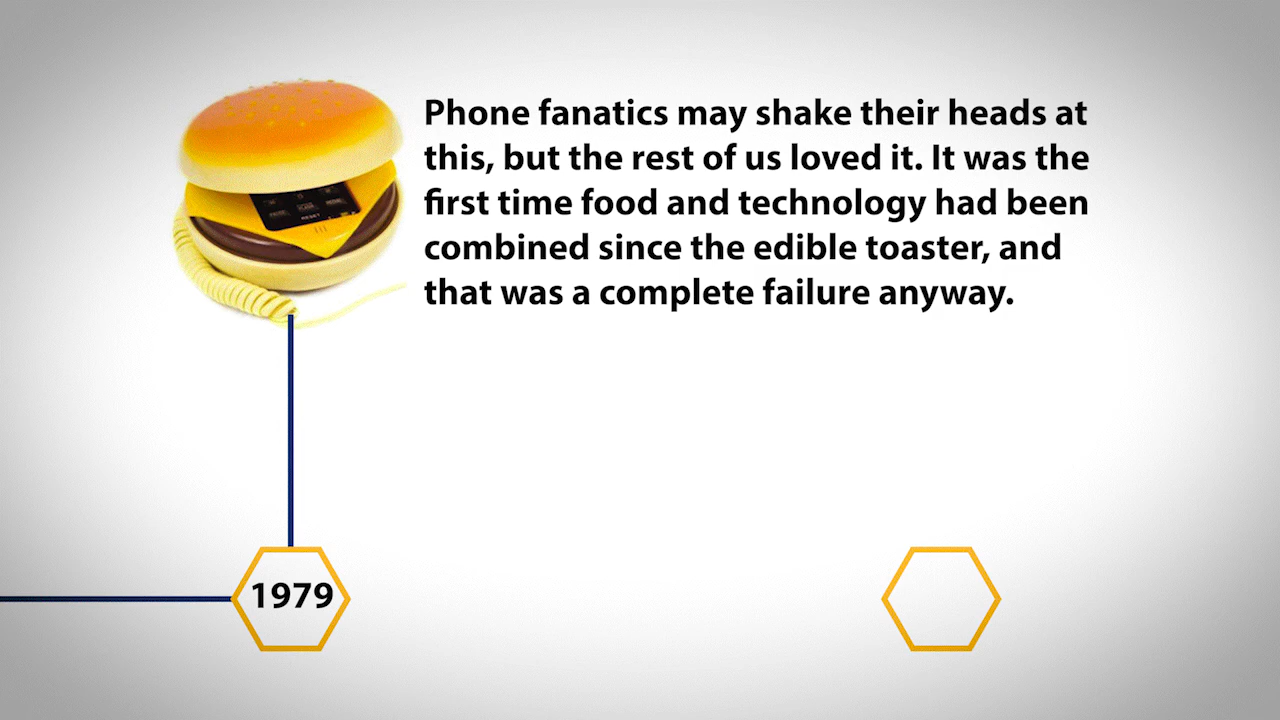 Phone fanatics may shake their heads at
this, but the rest of us loved it. It was the
first time food and technology had been
combined since the edible toaster, and
that was a complete failure anyway.
RESET
1979